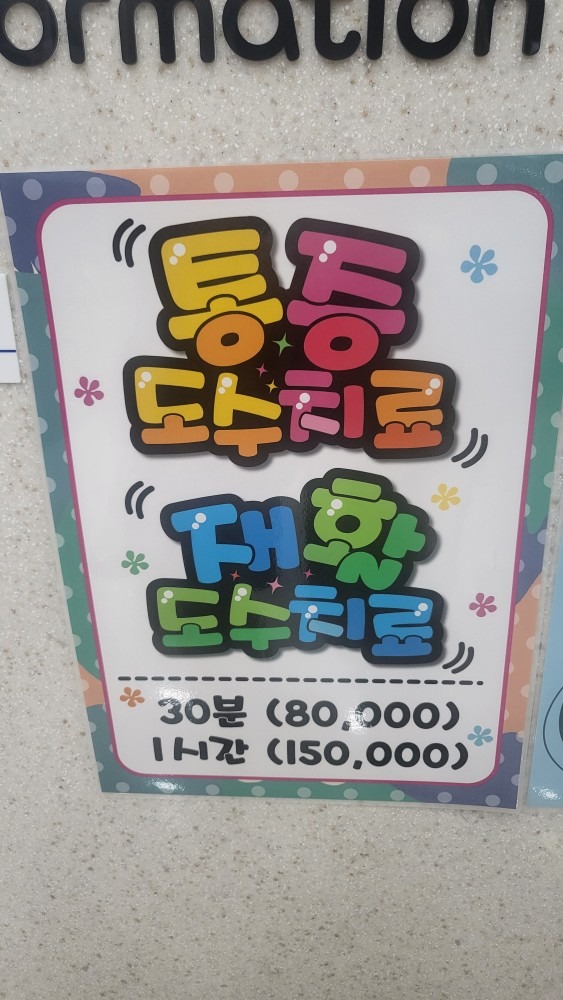 ormation
통증
도수치료
재활
도수치료
30분 (80,000)
1시간 (150,000)